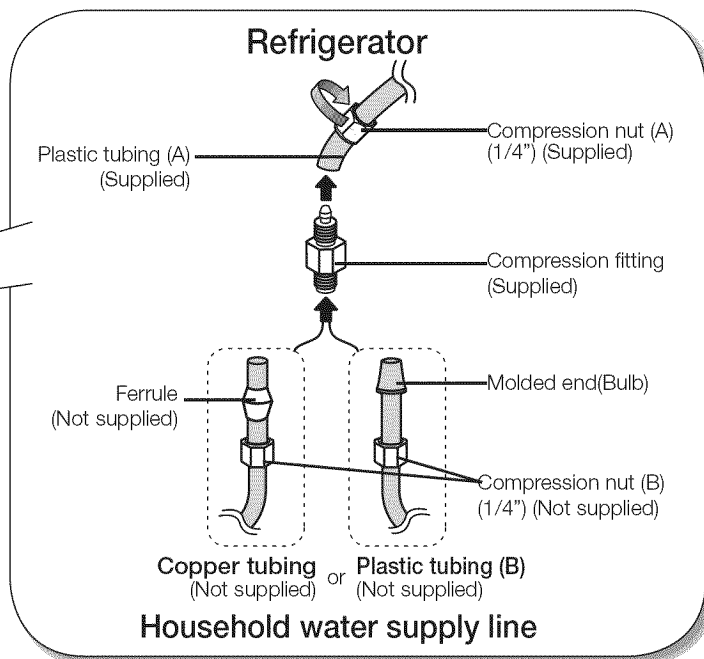 Refrigerator
Compression nut (A)
(1/4”) (Supplied)
Plastic tubing (A)
(Supplied)
Compression fitting
(Supplied)
Ferrule
(Not supplied)
Molded end(Bulb)
Compression nut (B)
(1/4”) (Not supplied)
Copper tubing
(Not supplied)
or
Plastic tubing (B)
(Not supplied)
Household water supply line